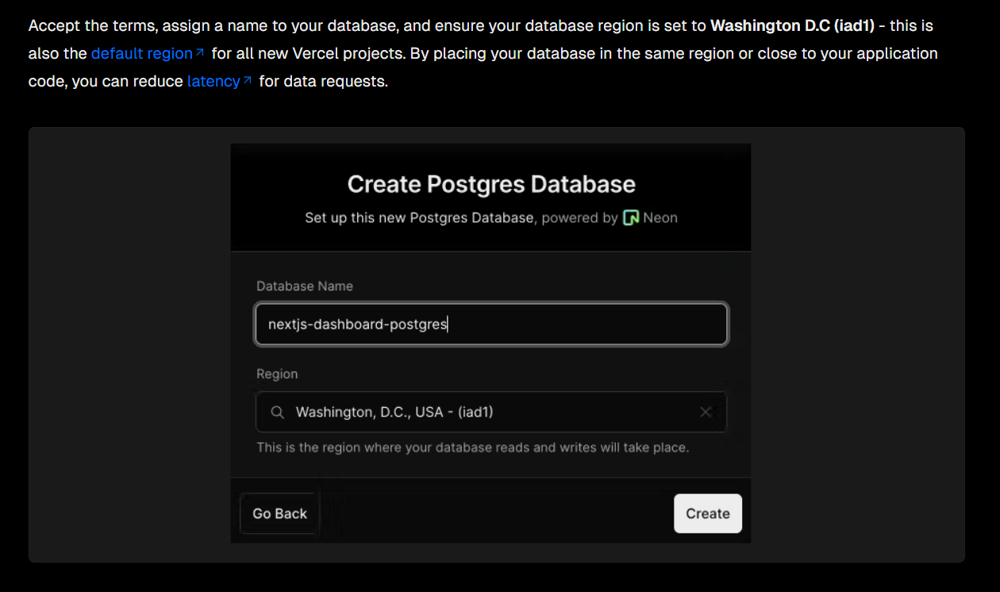 Accept the terms, assign a name to your database, and ensure your database region is set to Washington D.C (iad1) - this is
also the default region for all new Vercel projects. By placing your database in the same region or close to your application
code, you can reduce latency for data requests.
Create Postgres Database
Set up this new Postgres Database, powered by Neon
Database Name
nextjs-dashboard-postgres
Region
Washington, D.C., USA - (iad1)
This is the region where your database reads and writes will take place.
Go Back
Create